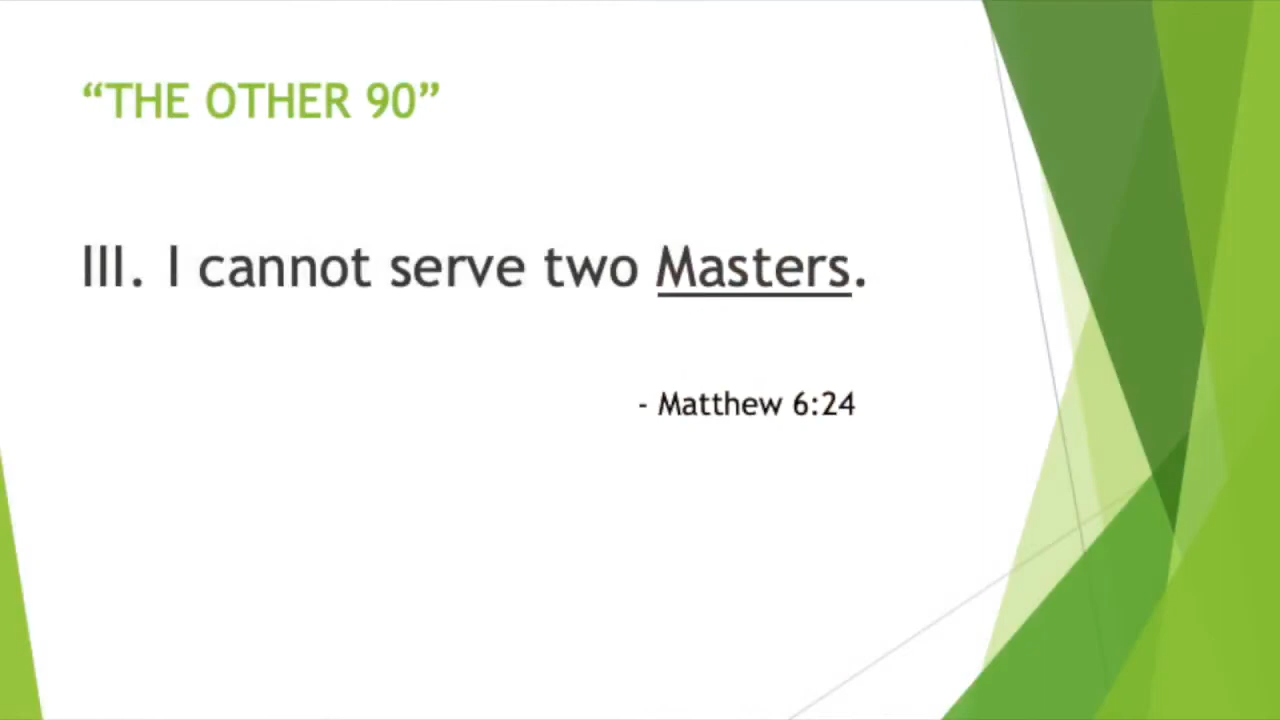 “THE OTHER 90”
III. I cannot serve two Masters.
- Matthew 6:24